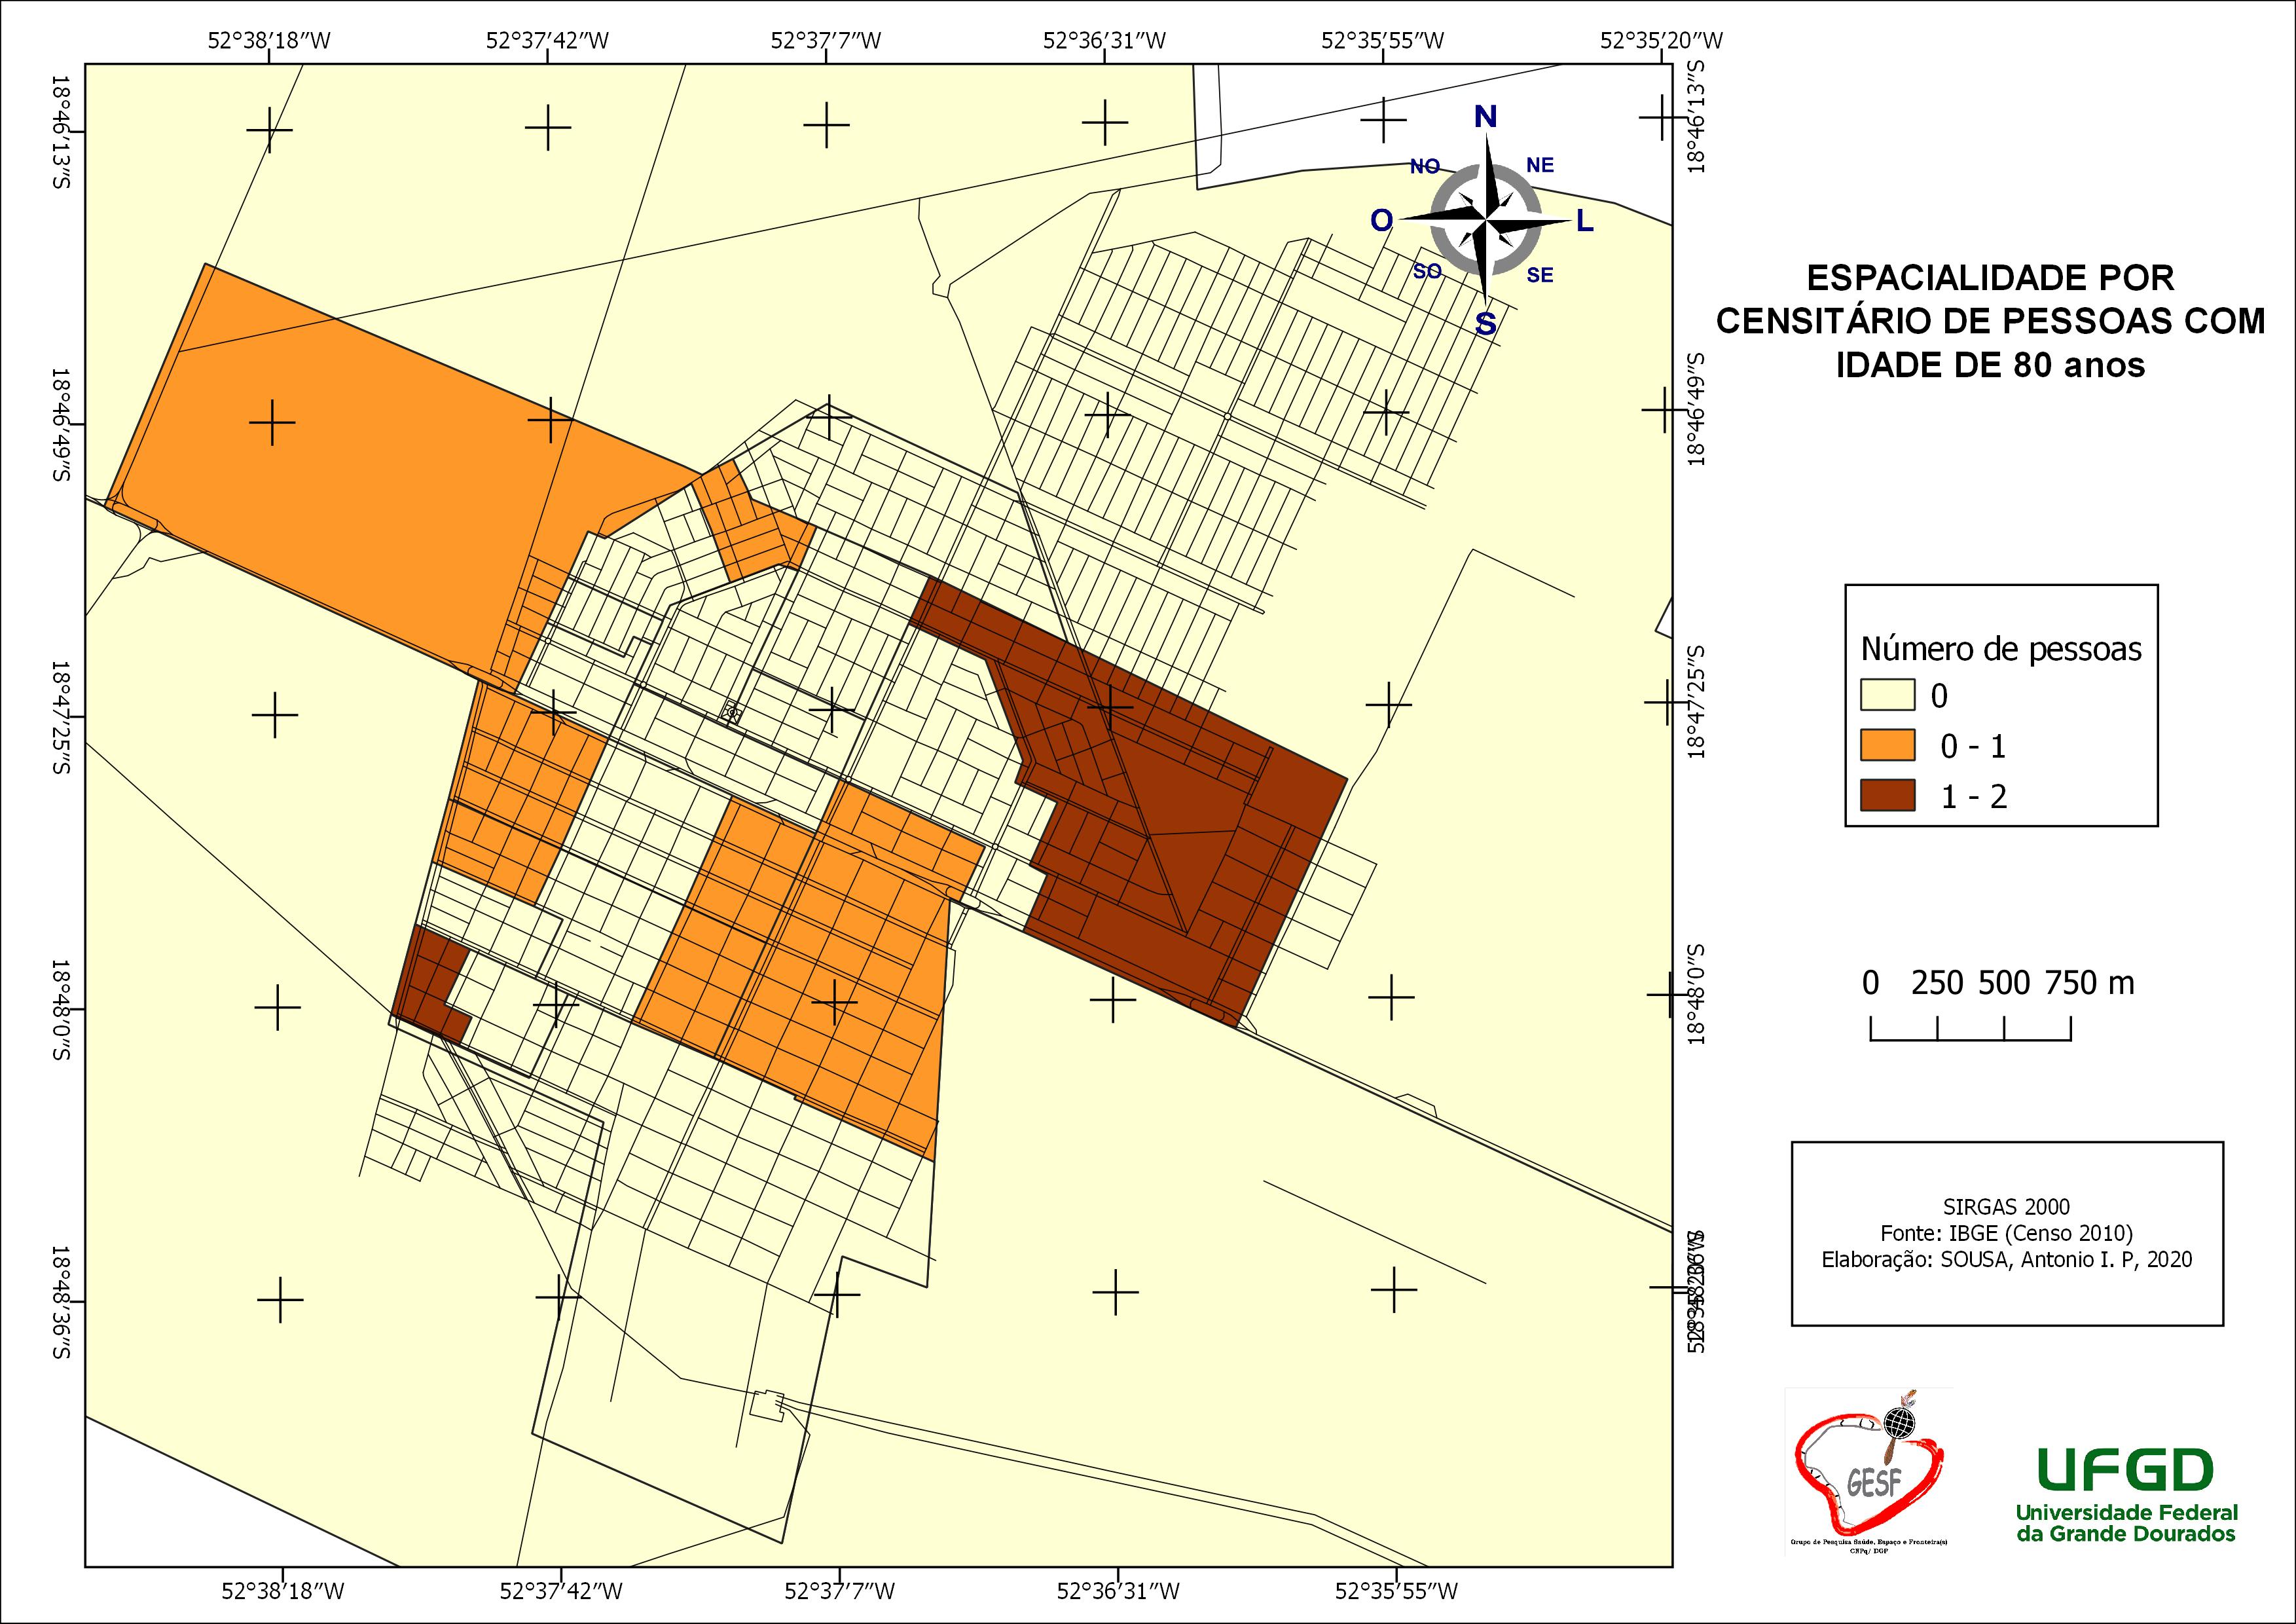 52°38'18"W 52°37'42"W 52°37'7"W 52°36'31"W 52°35'55"W 52°35'20"W
18°46'13"S
18°46'49"S
18°47'25"S
18°48'0"S
18°48'36"S
18°46'13"S
18°46'49"S
18°47'25"S
18°48'0"S
N
NO NE
O L
SO SE
S
ESPACIALIDADE POR
CENSITÁRIO DE PESSOAS COM
IDADE DE 80 anos
Número de pessoas
0
0 - 1
1 - 2
0 250 500 750 m
SIRGAS 2000
Fonte: IBGE (Censo 2010)
Elaboração: SOUSA, Antonio I. P, 2020
GESF
Grupo de Pesquisa Saúde, Espaço e Fronteira(s)
CNPq/ DGP
UFGD
Universidade Federal
da Grande Dourados
52°38'18"W 52°37'42"W 52°37'7"W 52°36'31"W 52°35'55"W